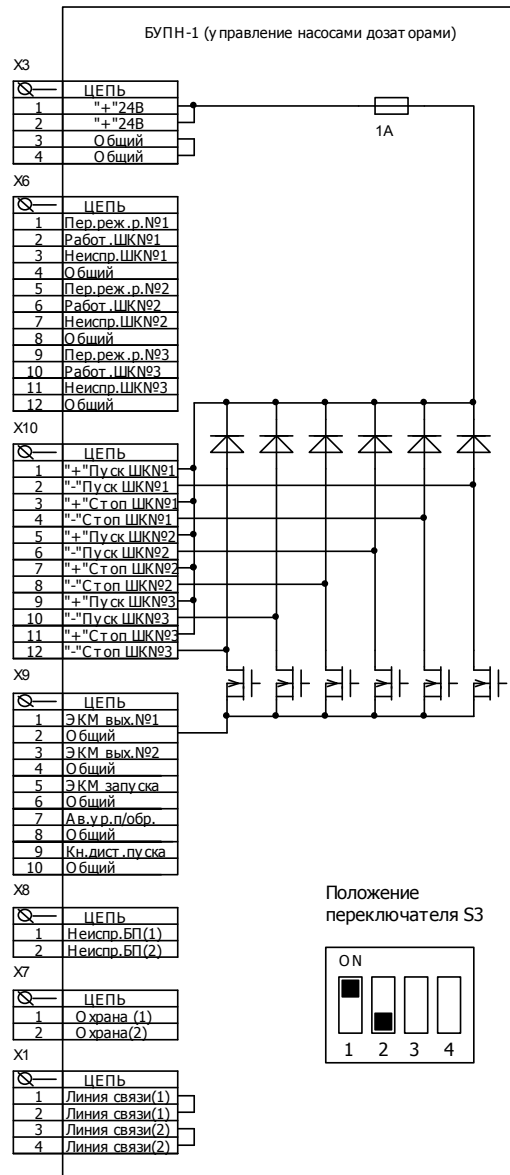 БУПН-1 (управление насосами дозаторами)
X3
ЦЕПЬ
1 "+"24В
2 "+"24В
3 Общий
4 Общий
1А
X6
ЦЕПЬ
1 Пер.реж.р.№1
2 Работ.ШК№1
3 Неиспр.ШК№1
4 Общий
5 Пер.реж.р.№2
6 Работ.ШК№2
7 Неиспр.ШК№2
8 Общий
9 Пер.реж.р.№3
10 Работ.ШК№3
11 Неиспр.ШК№3
12 Общий
X10
ЦЕПЬ
1 "+"Пуск ШК№1
2 "-"Пуск ШК№1
3 "+"Стоп ШК№1
4 "-"Стоп ШК№1
5 "+"Пуск ШК№2
6 "-"Пуск ШК№2
7 "+"Стоп ШК№2
8 "-"Стоп ШК№2
9 "+"Пуск ШК№3
10 "-"Пуск ШК№3
11 "+"Стоп ШК№3
12 "-"Стоп ШК№3
X9
ЦЕПЬ
1 ЭКМ вых.№1
2 Общий
3 ЭКМ вых.№2
4 Общий
5 ЭКМ запуска
6 Общий
7 Ав.ур.п/обр.
8 Общий
9 Кн.дист.пуска
10 Общий
X8
ЦЕПЬ
1 Неиспр.БП(1)
2 Неиспр.БП(2)
X7
ЦЕПЬ
1 Охрана (1)
2 Охрана(2)
X1
ЦЕПЬ
1 Линия связи(1)
2 Линия связи(1)
3 Линия связи(2)
4 Линия связи(2)
Положение
переключателя S3
ON
1 2 3 4